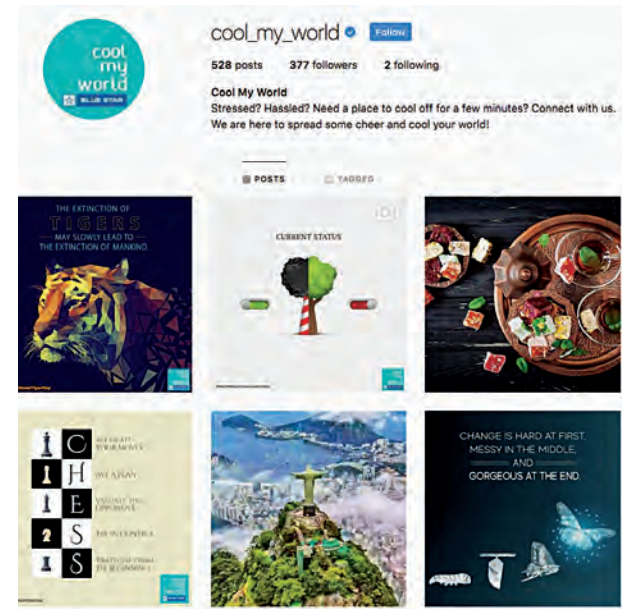 cool
my
world
BLUE STAR
cool_my_world Follow
528 posts 377 followers 2 following
Cool My World
Stressed? Hassled? Need a place to cool off for a few minutes? Connect with us.
We are here to spread some cheer and cool your world!
POSTS TAGGED
THE EXTINCTION OF
TIGERS
MAY SLOWLY LEAD TO
THE EXTINCTION OF MANKIND.
CURRENT STATUS
C
H
E
S
S
CHANGE IS HARD AT FIRST,
MESSY IN THE MIDDLE,
AND
GORGEOUS AT THE END.